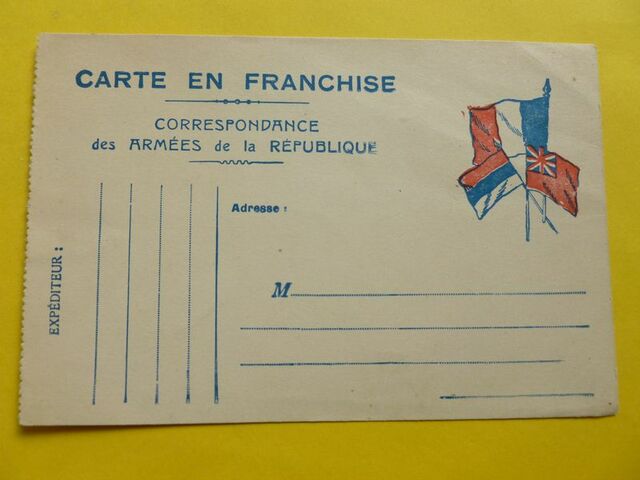 CARTE EN FRANCHISE
CORRESPONDANCE
des ARMÉES de la RÉPUBLIQUE
Adresse :
M
EXPÉDITEUR :